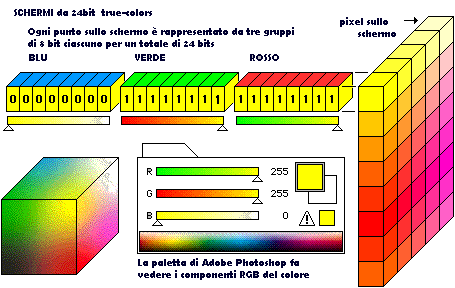 SCHERMI da 24bit true-colors
Ogni punto sullo schermo è rappresentato da tre gruppi
di 8 bit ciascuno per un totale di 24 bits
pixel sullo
schermo
BLU VERDE ROSSO
0 0 0 0 0 0 0 0 1 1 1 1 1 1 1 1 1 1 1 1 1 1 1 1
R 255
G 255
B 0
La paletta di Adobe Photoshop fa
vedere i componenti RGB del colore